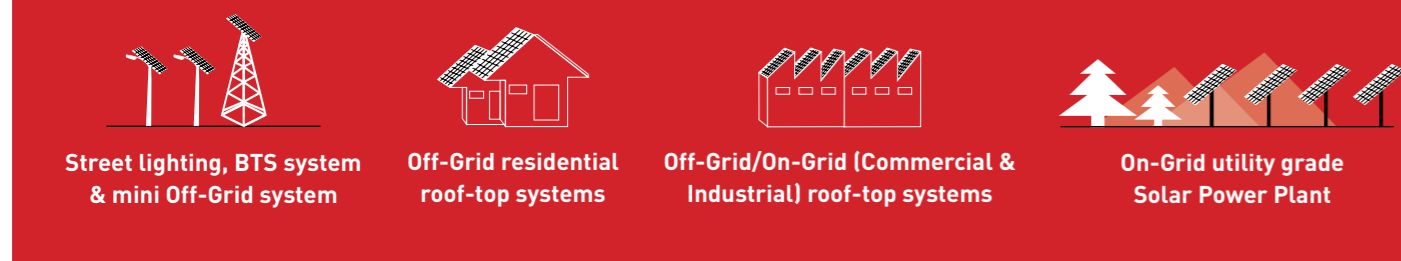 Street lighting, BTS system
& mini Off-Grid system
Off-Grid residential
roof-top systems
Off-Grid/On-Grid (Commercial &
Industrial) roof-top systems
On-Grid utility grade
Solar Power Plant